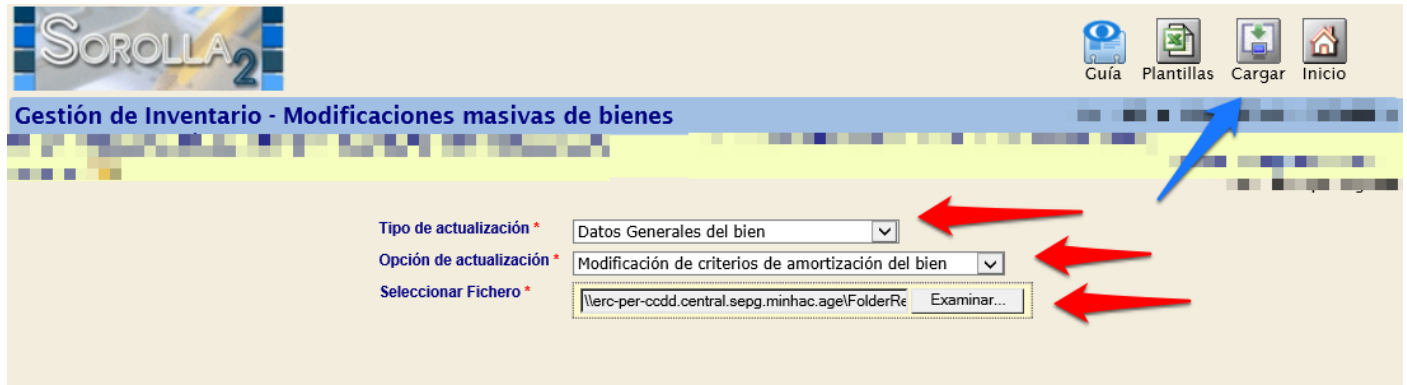 SOROLLA2
Guía Plantillas Cargar Inicio
Gestión de Inventario - Modificaciones masivas de bienes
Tipo de actualización * Datos Generales del bien
Opción de actualización * Modificación de criterios de amortización del bien
Seleccionar Fichero * \\erc-per-ccdd.central.sepg.minhac.age\FolderRe Examinar...